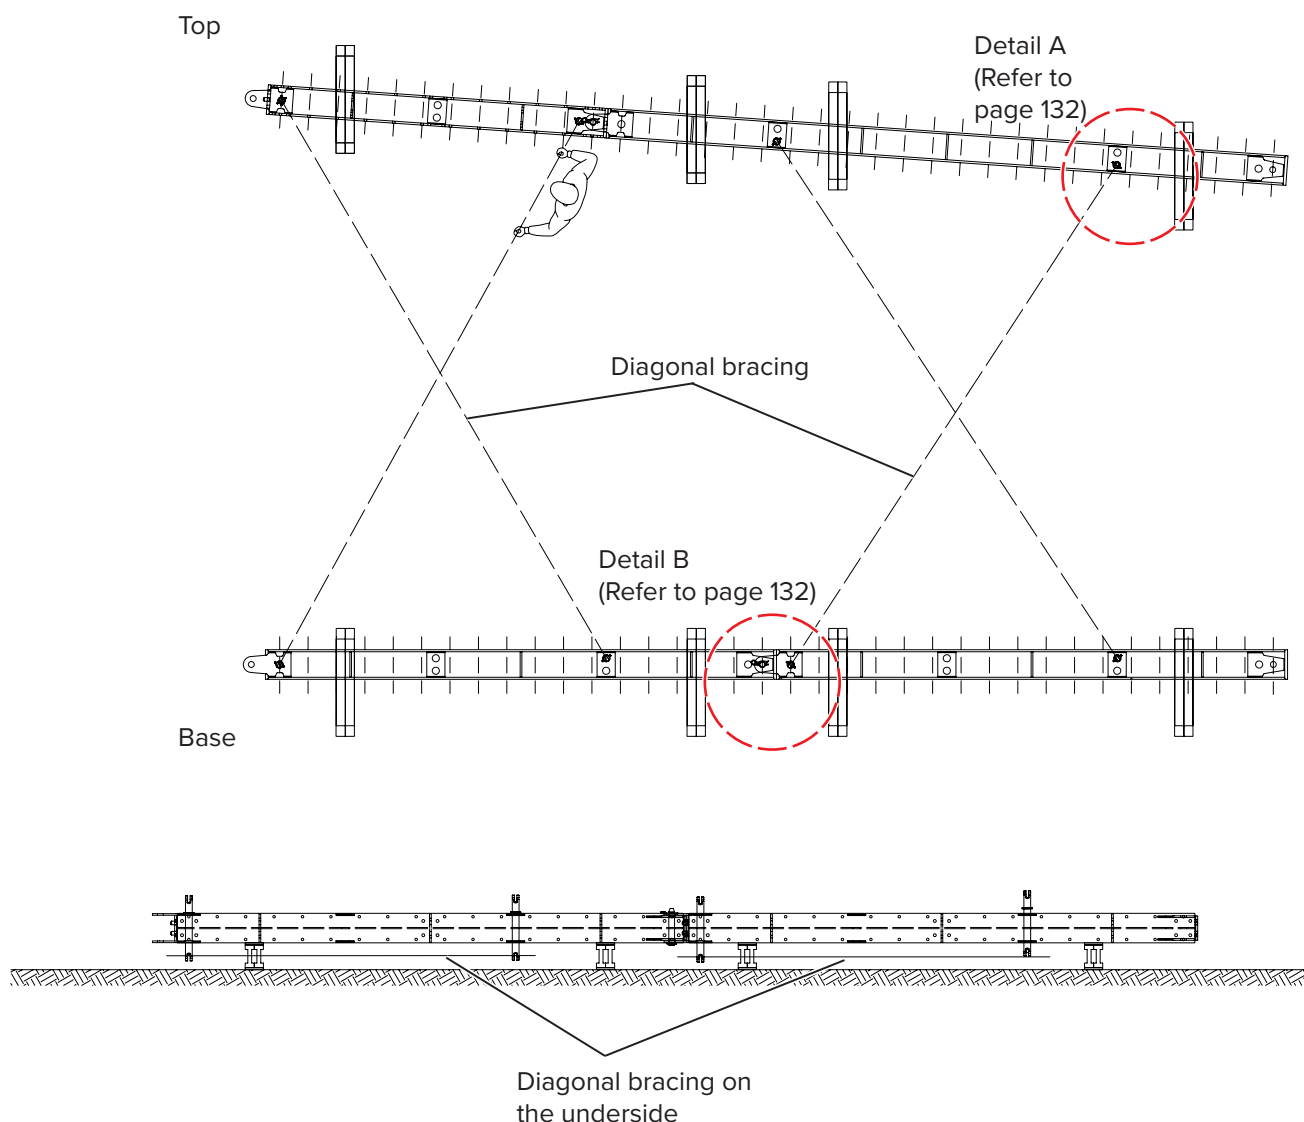 Top
Detail A
(Refer to
page 132)
Diagonal bracing
Detail B
(Refer to page 132)
Base
Diagonal bracing on
the underside